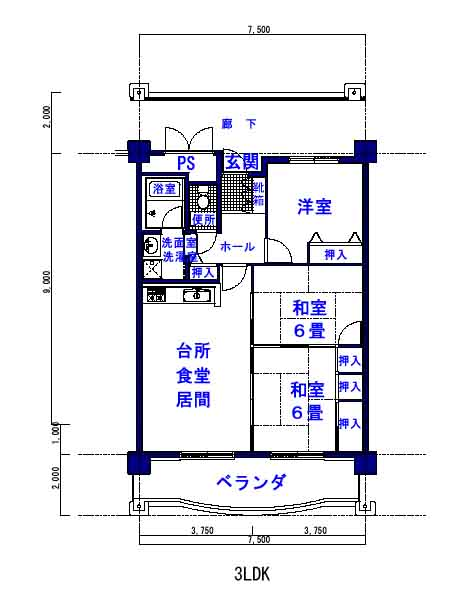 7,500
2,000
廊 下
PS
玄関
浴室
靴
箱
便所
洋室
洗面室
洗濯室
ホール
押入
押入
9,000
和室
6畳
台所
食堂
居間
押入
和室
6畳
押入
押入
1,000
2,000
ベランダ
3,750
3,750
7,500
3LDK